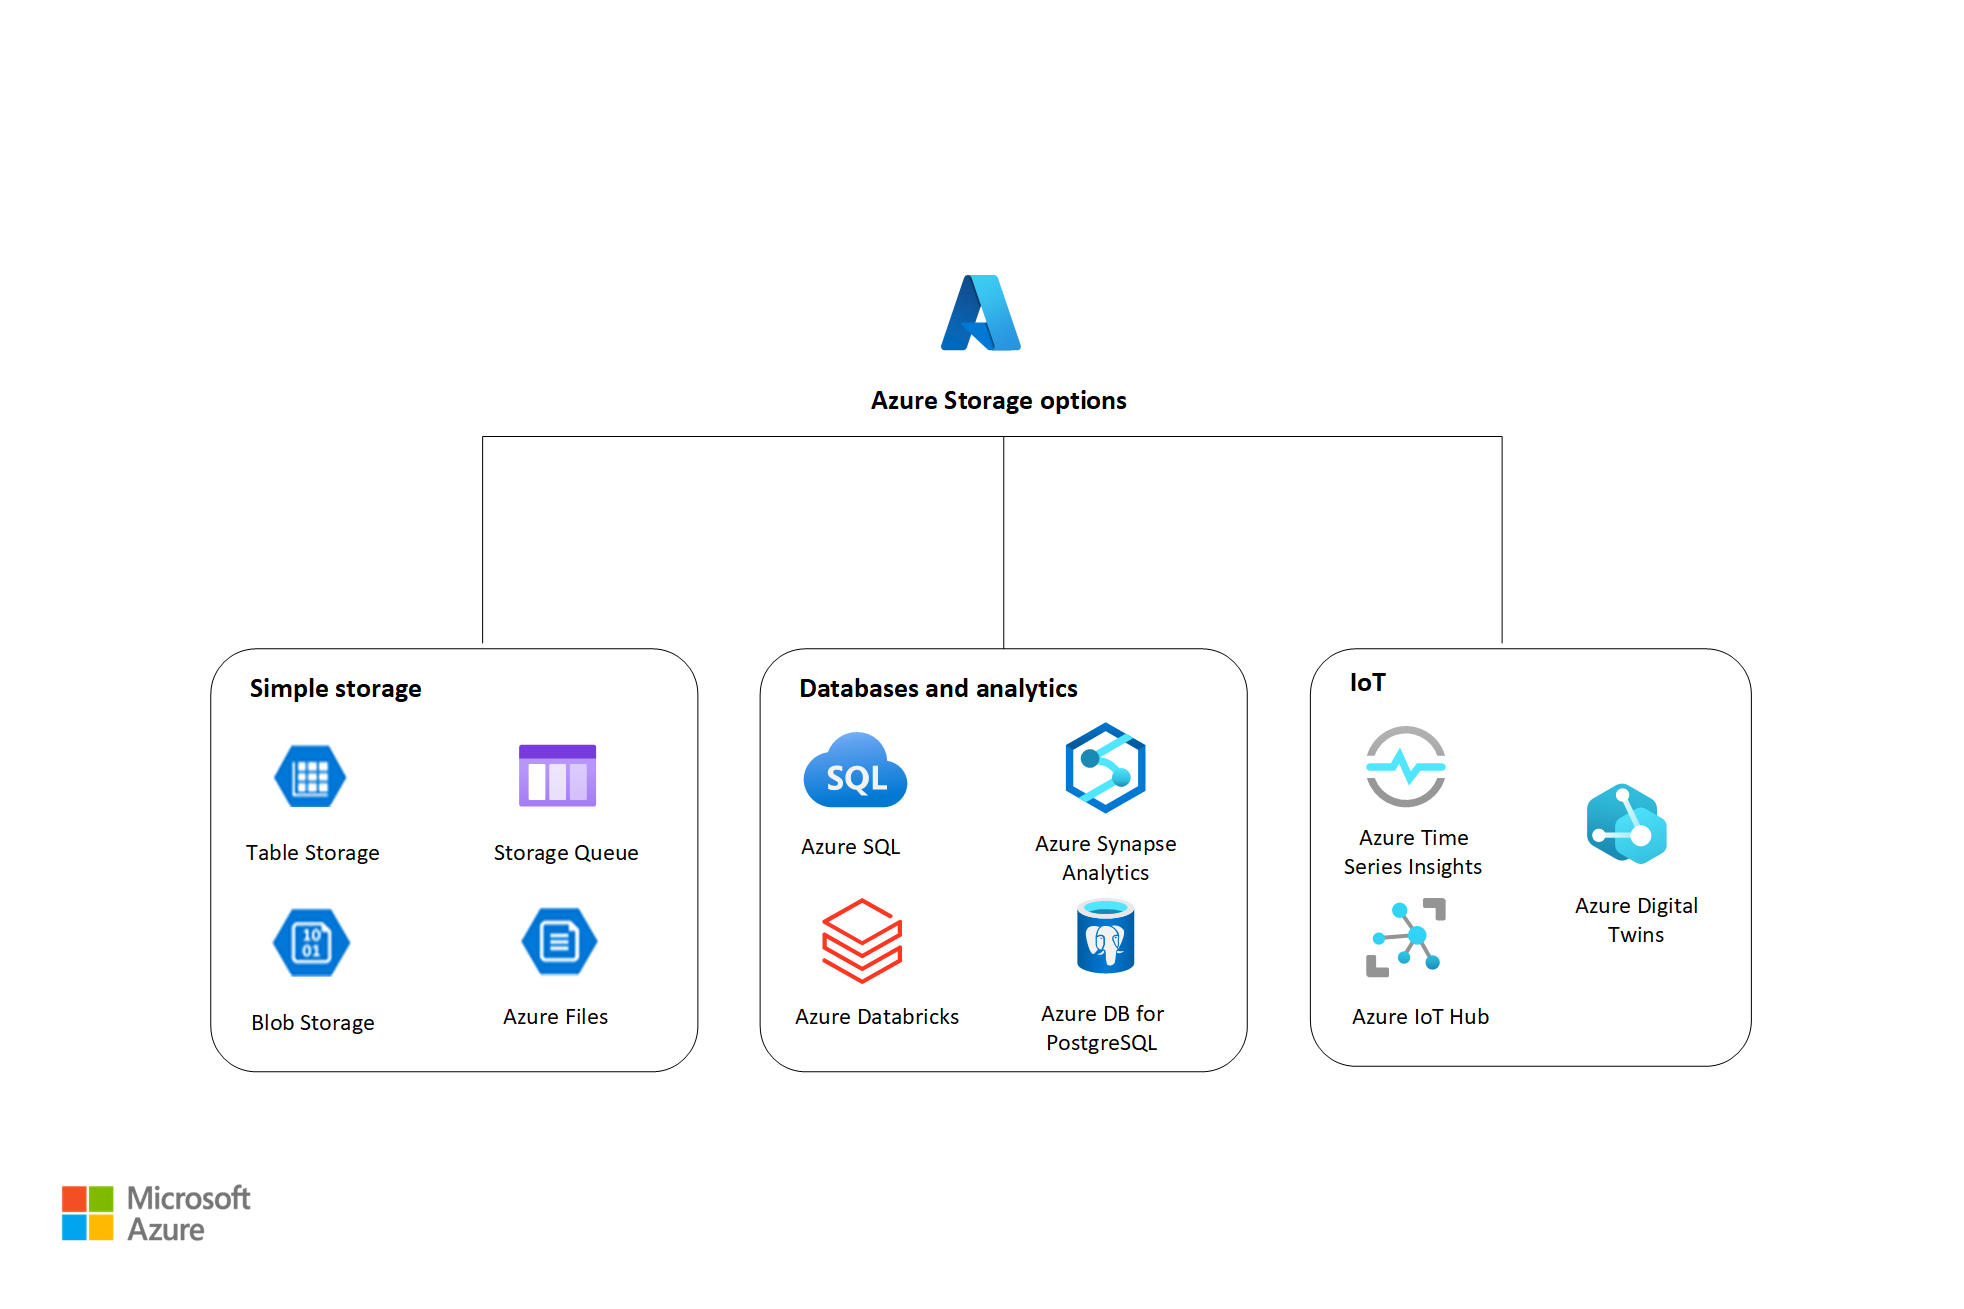 Azure Storage options
Simple storage
Table Storage
Storage Queue
10
01
Blob Storage
Azure Files
Databases and analytics
SQL
Azure SQL
Azure Synapse
Analytics
Azure Databricks
Azure DB for
PostgreSQL
IoT
Azure Time
Series Insights
Azure Digital
Twins
Azure IoT Hub
Microsoft
Azure